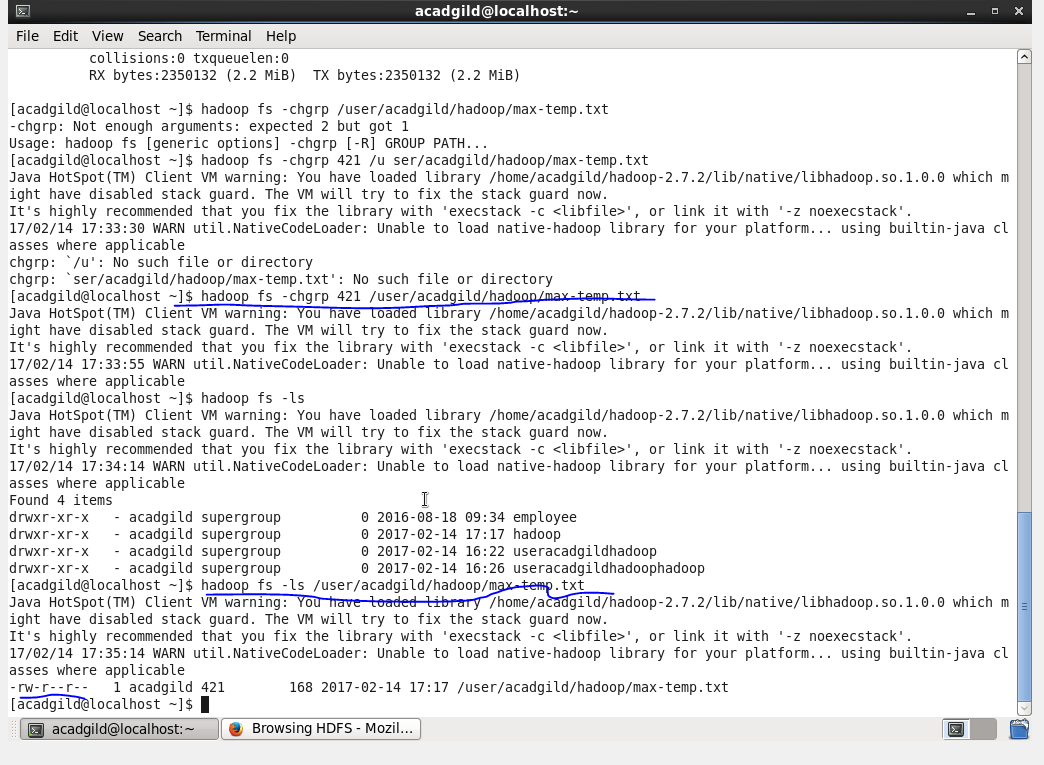 acadgild@localhost:~
File Edit View Search Terminal Help
collisions:0 txqueuelen:0
RX bytes:2350132 (2.2 MiB)  TX bytes:2350132 (2.2 MiB)
[acadgild@localhost ~]$ hadoop fs -chgrp /user/acadgild/hadoop/max-temp.txt
-chgrp: Not enough arguments: expected 2 but got 1
Usage: hadoop fs [generic options] -chgrp [-R] GROUP PATH...
[acadgild@localhost ~]$ hadoop fs -chgrp 421 /u ser/acadgild/hadoop/max-temp.txt
Java HotSpot(TM) Client VM warning: You have loaded library /home/acadgild/hadoop-2.7.2/lib/native/libhadoop.so.1.0.0 which m
ight have disabled stack guard. The VM will try to fix the stack guard now.
It's highly recommended that you fix the library with 'execstack -c <libfile>', or link it with '-z noexecstack'.
17/02/14 17:33:30 WARN util.NativeCodeLoader: Unable to load native-hadoop library for your platform... using builtin-java cl
asses where applicable
chgrp: `/u': No such file or directory
chgrp: `ser/acadgild/hadoop/max-temp.txt': No such file or directory
[acadgild@localhost ~]$ hadoop fs -chgrp 421 /user/acadgild/hadoop/max-temp.txt
Java HotSpot(TM) Client VM warning: You have loaded library /home/acadgild/hadoop-2.7.2/lib/native/libhadoop.so.1.0.0 which m
ight have disabled stack guard. The VM will try to fix the stack guard now.
It's highly recommended that you fix the library with 'execstack -c <libfile>', or link it with '-z noexecstack'.
17/02/14 17:33:55 WARN util.NativeCodeLoader: Unable to load native-hadoop library for your platform... using builtin-java cl
asses where applicable
[acadgild@localhost ~]$ hadoop fs -ls
Java HotSpot(TM) Client VM warning: You have loaded library /home/acadgild/hadoop-2.7.2/lib/native/libhadoop.so.1.0.0 which m
ight have disabled stack guard. The VM will try to fix the stack guard now.
It's highly recommended that you fix the library with 'execstack -c <libfile>', or link it with '-z noexecstack'.
17/02/14 17:34:14 WARN util.NativeCodeLoader: Unable to load native-hadoop library for your platform... using builtin-java cl
asses where applicable
Found 4 items
drwxr-xr-x   - acadgild supergroup          0 2016-08-18 09:34 employee
drwxr-xr-x   - acadgild supergroup          0 2017-02-14 17:17 hadoop
drwxr-xr-x   - acadgild supergroup          0 2017-02-14 16:22 useracadgildhadoop
drwxr-xr-x   - acadgild supergroup          0 2017-02-14 16:26 useracadgildhadoophadoop
[acadgild@localhost ~]$ hadoop fs -ls /user/acadgild/hadoop/max-temp.txt
Java HotSpot(TM) Client VM warning: You have loaded library /home/acadgild/hadoop-2.7.2/lib/native/libhadoop.so.1.0.0 which m
ight have disabled stack guard. The VM will try to fix the stack guard now.
It's highly recommended that you fix the library with 'execstack -c <libfile>', or link it with '-z noexecstack'.
17/02/14 17:35:14 WARN util.NativeCodeLoader: Unable to load native-hadoop library for your platform... using builtin-java cl
asses where applicable
-rw-r--r--   1 acadgild 421        168 2017-02-14 17:17 /user/acadgild/hadoop/max-temp.txt
[acadgild@localhost ~]$
acadgild@localhost:~ Browsing HDFS - Mozil...